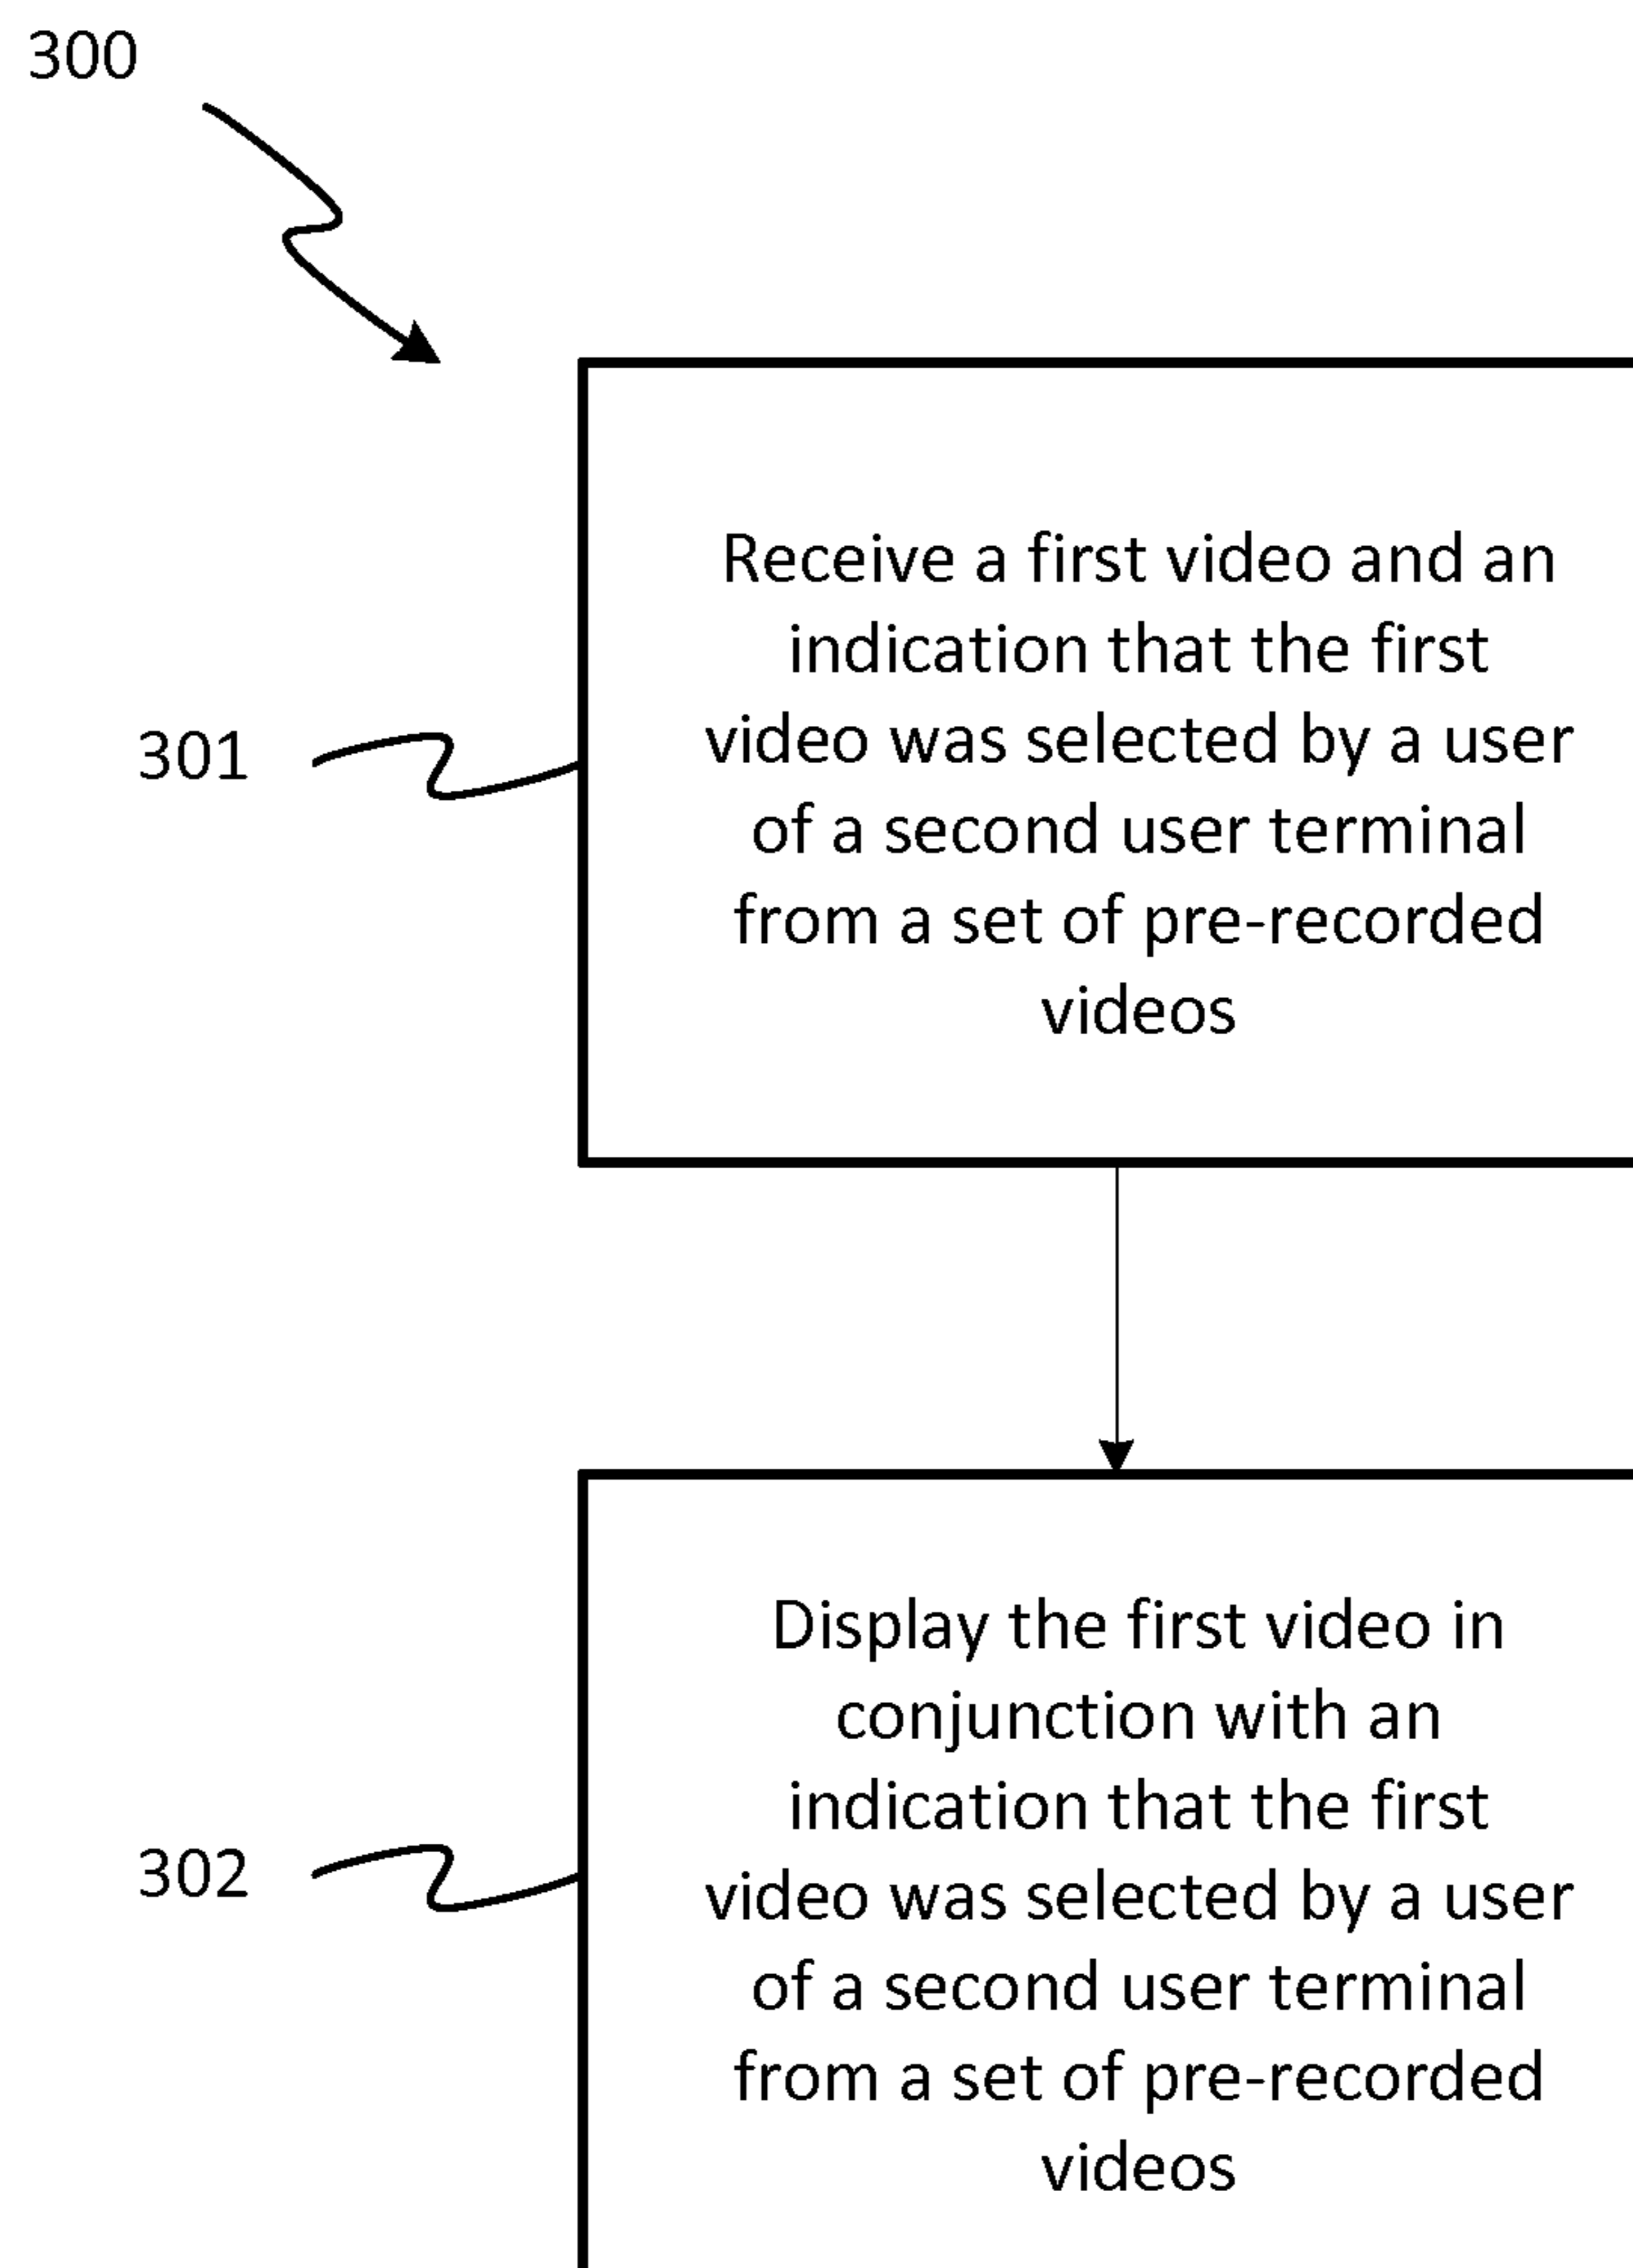 300
Receive a first video and an
indication that the first
video was selected by a user
of a second user terminal
from a set of pre-recorded
videos
301
Display the first video in
conjunction with an
indication that the first
video was selected by a user
of a second user terminal
from a set of pre-recorded
videos
302